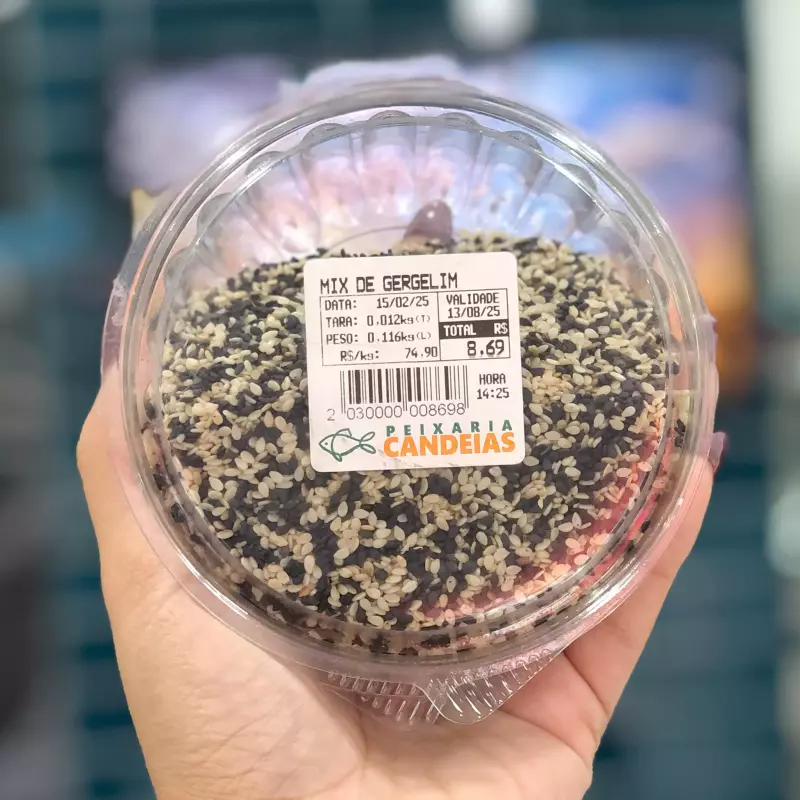 MIX DE GERGELIM
DATA: 15/02/25
TARA: 0,012kg(T)
PESO: 0.116kg(L)
R$/kg: 74.90
VALIDADE
13/08/25
TOTAL R$
8.69
HORA
14:25
2 030000 008698
PEIXARIA
CANDEIAS